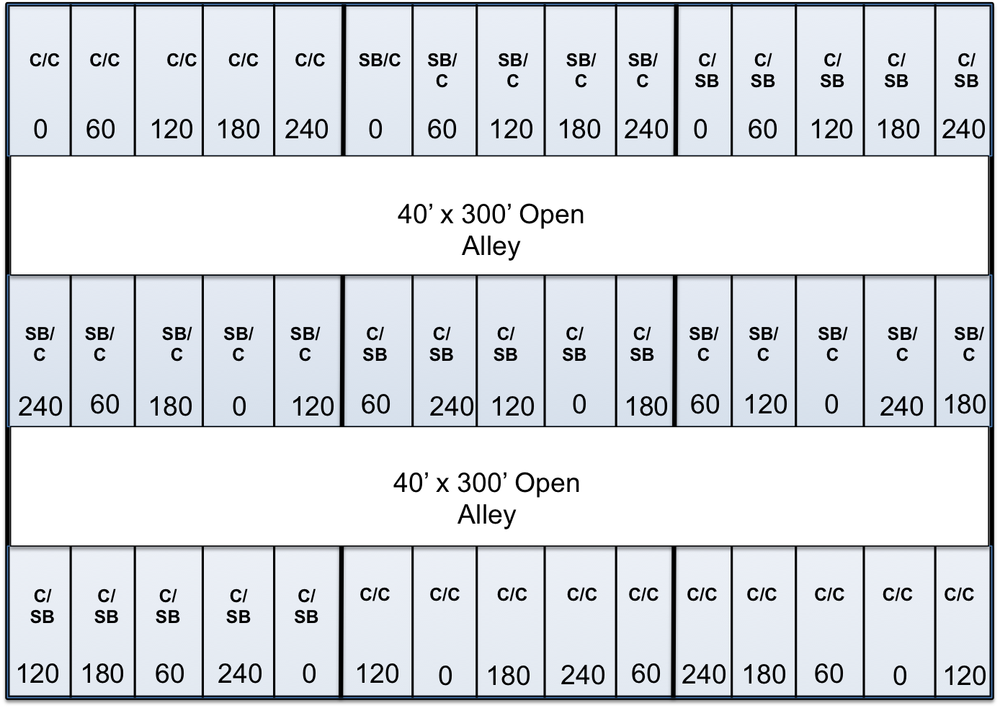 C/C C/C C/C C/C C/C SB/C SB/ SB/ SB/ SB/ C/ C/ C/ C/ C/
C C C C SB SB SB SB SB
0 60 120 180 240 0 60 120 180 240 0 60 120 180 240
40’ x 300’ Open
Alley
SB/ SB/ SB/ SB/ SB/ C/ C/ C/ C/ C/ SB/ SB/ SB/ SB/ SB/
C C C C C SB SB SB SB SB C C C C C
240 60 180 0 120 60 240 120 0 180 60 120 0 240 180
40’ x 300’ Open
Alley
C/ C/ C/ C/ C/ C/C C/C C/C C/C C/C C/C C/C C/C C/C C/C
SB SB SB SB SB
120 180 60 240 0 120 0 180 240 60 240 180 60 0 120